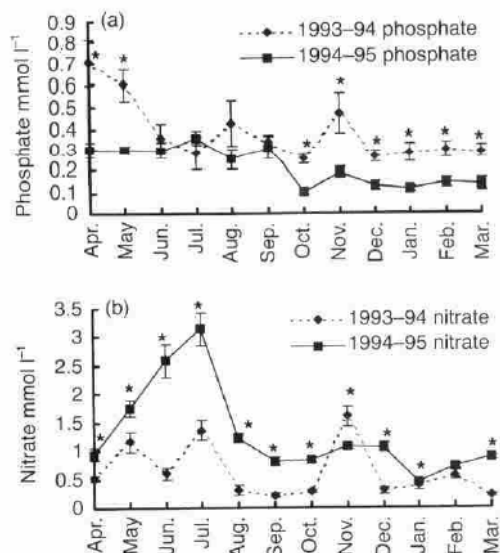 (a)
1993–94 phosphate
1994–95 phosphate
Phosphate mmol l⁻¹
0.9
0.8
0.7
0.6
0.5
0.4
0.3
0.2
0.1
0
Apr.
May
Jun.
Jul.
Aug.
Sep.
Oct.
Nov.
Dec.
Jan.
Feb.
Mar.
(b)
1993–94 nitrate
1994–95 nitrate
Nitrate mmol l⁻¹
3.5
3
2.5
2
1.5
1
0.5
0
Apr.
May
Jun.
Jul.
Aug.
Sep.
Oct.
Nov.
Dec.
Jan.
Feb.
Mar.